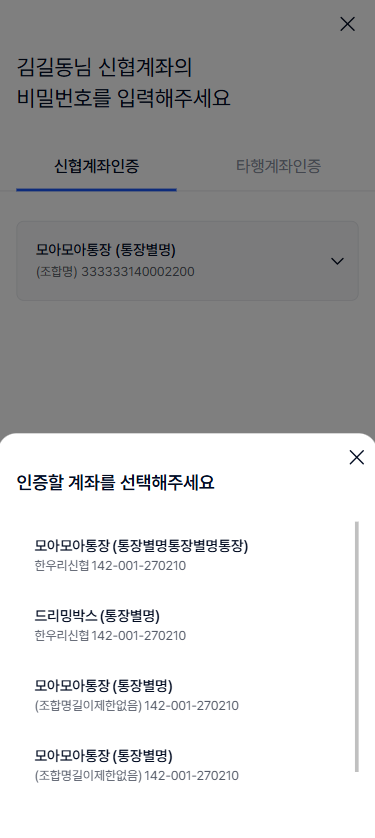 김길동님 신협계좌의
비밀번호를 입력해주세요
신협계좌인증 타행계좌인증
모아모아통장 (통장별명)
(조합명) 333333140002200
인증할 계좌를 선택해주세요
모아모아통장 (통장별명통장별명통장)
한우리신협 142-001-270210
드리밍박스 (통장별명)
한우리신협 142-001-270210
모아모아통장 (통장별명)
(조합명길이제한없음) 142-001-270210
모아모아통장 (통장별명)
(조합명길이제한없음) 142-001-270210